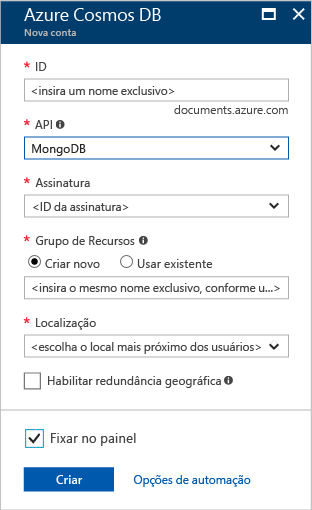 Azure Cosmos DB
Nova conta
* ID
<insira um nome exclusivo>
documents.azure.com
* API
MongoDB
* Assinatura
<ID da assinatura>
* Grupo de Recursos
Criar novo Usar existente
<insira o mesmo nome exclusivo, conforme u...>
* Localização
<escolha o local mais próximo dos usuários>
Habilitar redundância geográfica
Fixar no painel
Criar Opções de automação